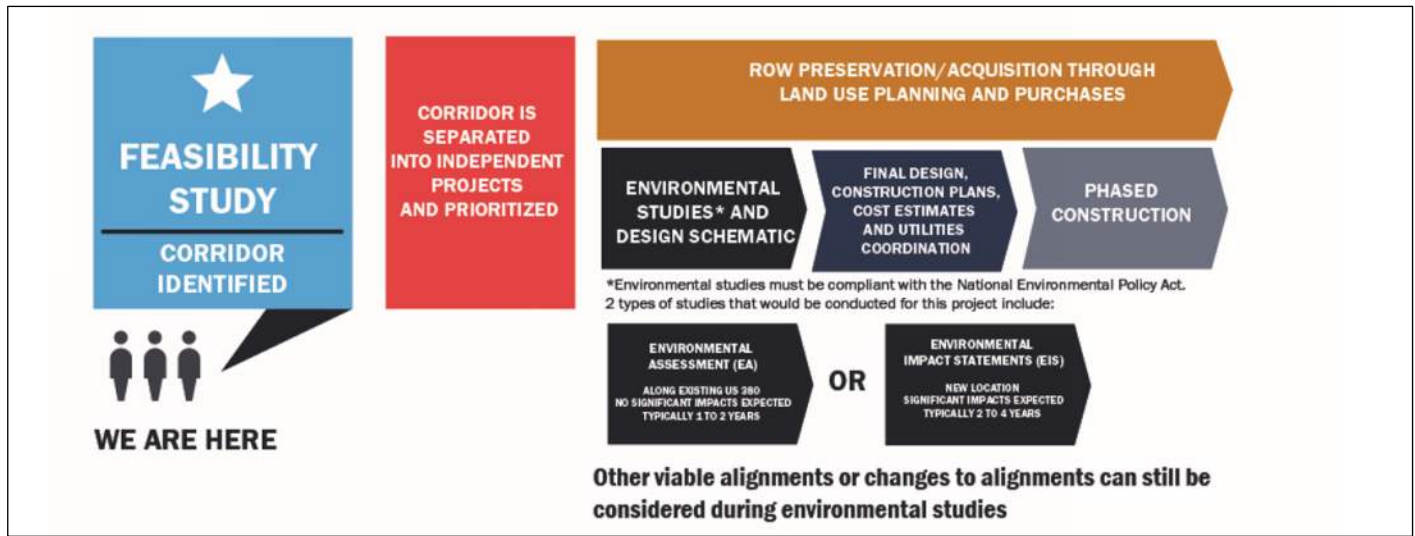 FEASIBILITY
STUDY
CORRIDOR
IDENTIFIED
WE ARE HERE
CORRIDOR IS
SEPARATED
INTO INDEPENDENT
PROJECTS
AND PRIORITIZED
ROW PRESERVATION/ACQUISITION THROUGH
LAND USE PLANNING AND PURCHASES
ENVIRONMENTAL
STUDIES* AND
DESIGN SCHEMATIC
FINAL DESIGN,
CONSTRUCTION PLANS,
COST ESTIMATES
AND UTILITIES
COORDINATION
PHASED
CONSTRUCTION
*Environmental studies must be compliant with the National Environmental Policy Act.
2 types of studies that would be conducted for this project include:
ENVIRONMENTAL
ASSESSMENT (EA)
ALONG EXISTING US 380
NO SIGNIFICANT IMPACTS EXPECTED
TYPICALLY 1 TO 2 YEARS
OR
ENVIRONMENTAL
IMPACT STATEMENTS (EIS)
NEW LOCATION
SIGNIFICANT IMPACTS EXPECTED
TYPICALLY 2 TO 4 YEARS
Other viable alignments or changes to alignments can still be
considered during environmental studies